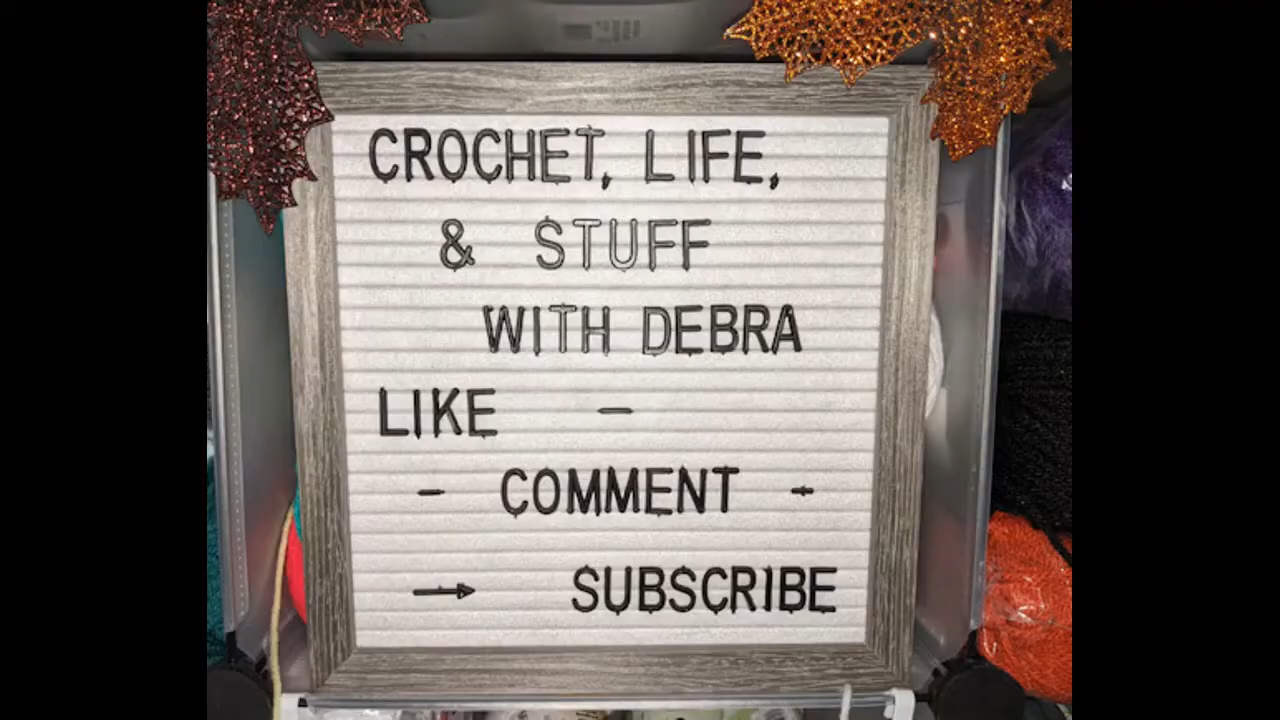 CROCHET, LIFE,
& STUFF
WITH DEBRA
LIKE -
- COMMENT -
→ SUBSCRIBE